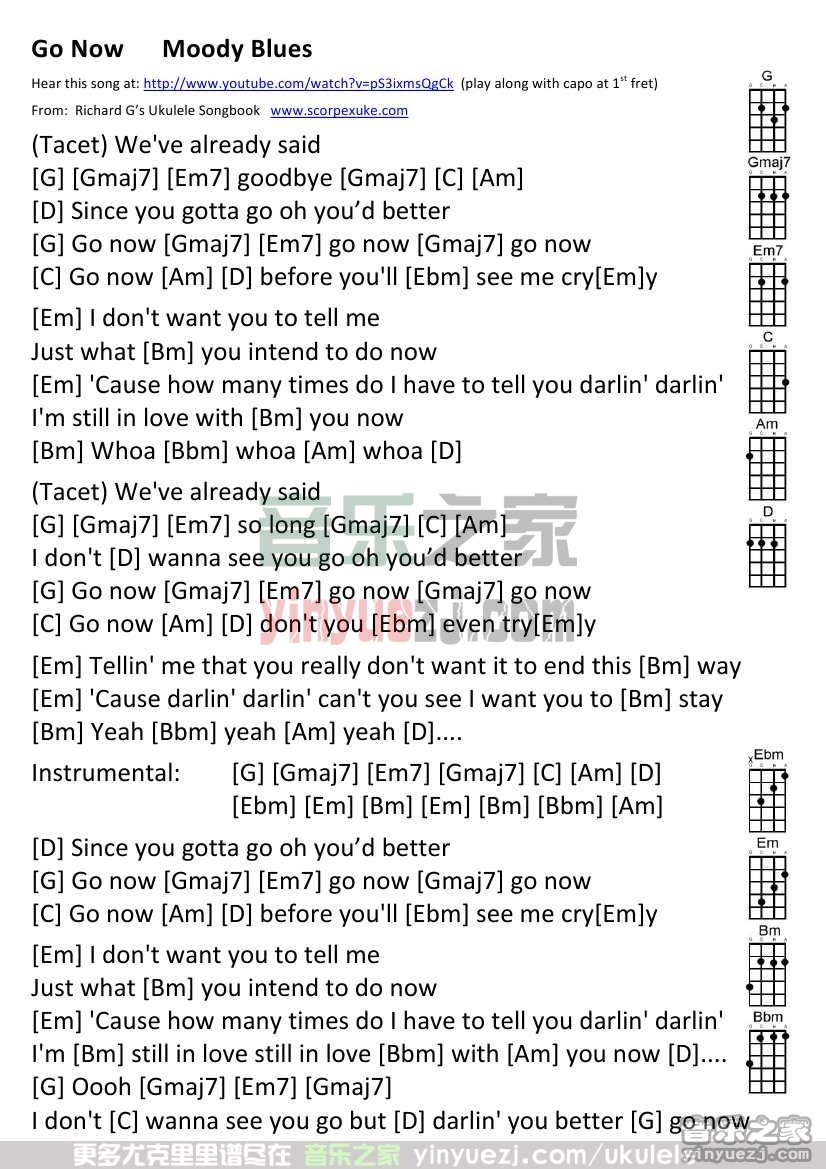 Go Now Moody Blues
Hear this song at: http://www.youtube.com/watch?v=pS3ixmsQgCk (play along with capo at 1st fret)
From: Richard G's Ukulele Songbook www.scorpexuke.com
(Tacet) We've already said
[G] [Gmaj7] [Em7] goodbye [Gmaj7] [C] [Am]
[D] Since you gotta go oh you’d better
[G] Go now [Gmaj7] [Em7] go now [Gmaj7] go now
[C] Go now [Am] [D] before you'll [Ebm] see me cry[Em]y
[Em] I don't want you to tell me
Just what [Bm] you intend to do now
[Em] 'Cause how many times do I have to tell you darlin' darlin'
I'm still in love with [Bm] you now
[Bm] Whoa [Bbm] whoa [Am] whoa [D]
(Tacet) We've already said
[G] [Gmaj7] [Em7] so long [Gmaj7] [C] [Am]
I don't [D] wanna see you go oh you’d better
[G] Go now [Gmaj7] [Em7] go now [Gmaj7] go now
[C] Go now [Am] [D] don't you [Ebm] even try[Em]y
[Em] Tellin' me that you really don't want it to end this [Bm] way
[Em] 'Cause darlin' darlin' can't you see I want you to [Bm] stay
[Bm] Yeah [Bbm] yeah [Am] yeah [D]....
Instrumental: [G] [Gmaj7] [Em7] [Gmaj7] [C] [Am] [D]
[Ebm] [Em] [Bm] [Em] [Bm] [Bbm] [Am]
[D] Since you gotta go oh you’d better
[G] Go now [Gmaj7] [Em7] go now [Gmaj7] go now
[C] Go now [Am] [D] before you'll [Ebm] see me cry[Em]y
[Em] I don't want you to tell me
Just what [Bm] you intend to do now
[Em] 'Cause how many times do I have to tell you darlin' darlin'
I'm [Bm] still in love still in love [Bbm] with [Am] you now [D]....
[G] Oooh [Gmaj7] [Em7] [Gmaj7]
I don't [C] wanna see you go but [D] darlin' you better [G] go now
G
Gmaj7
Em7
C
Am
D
Ebm
Em
Bm
Bbm
音乐之家
yinyuezj.com
更多尤克里里谱尽在 音乐之家 yinyuezj.com/ukulele
音乐之家
yinyuezj.com